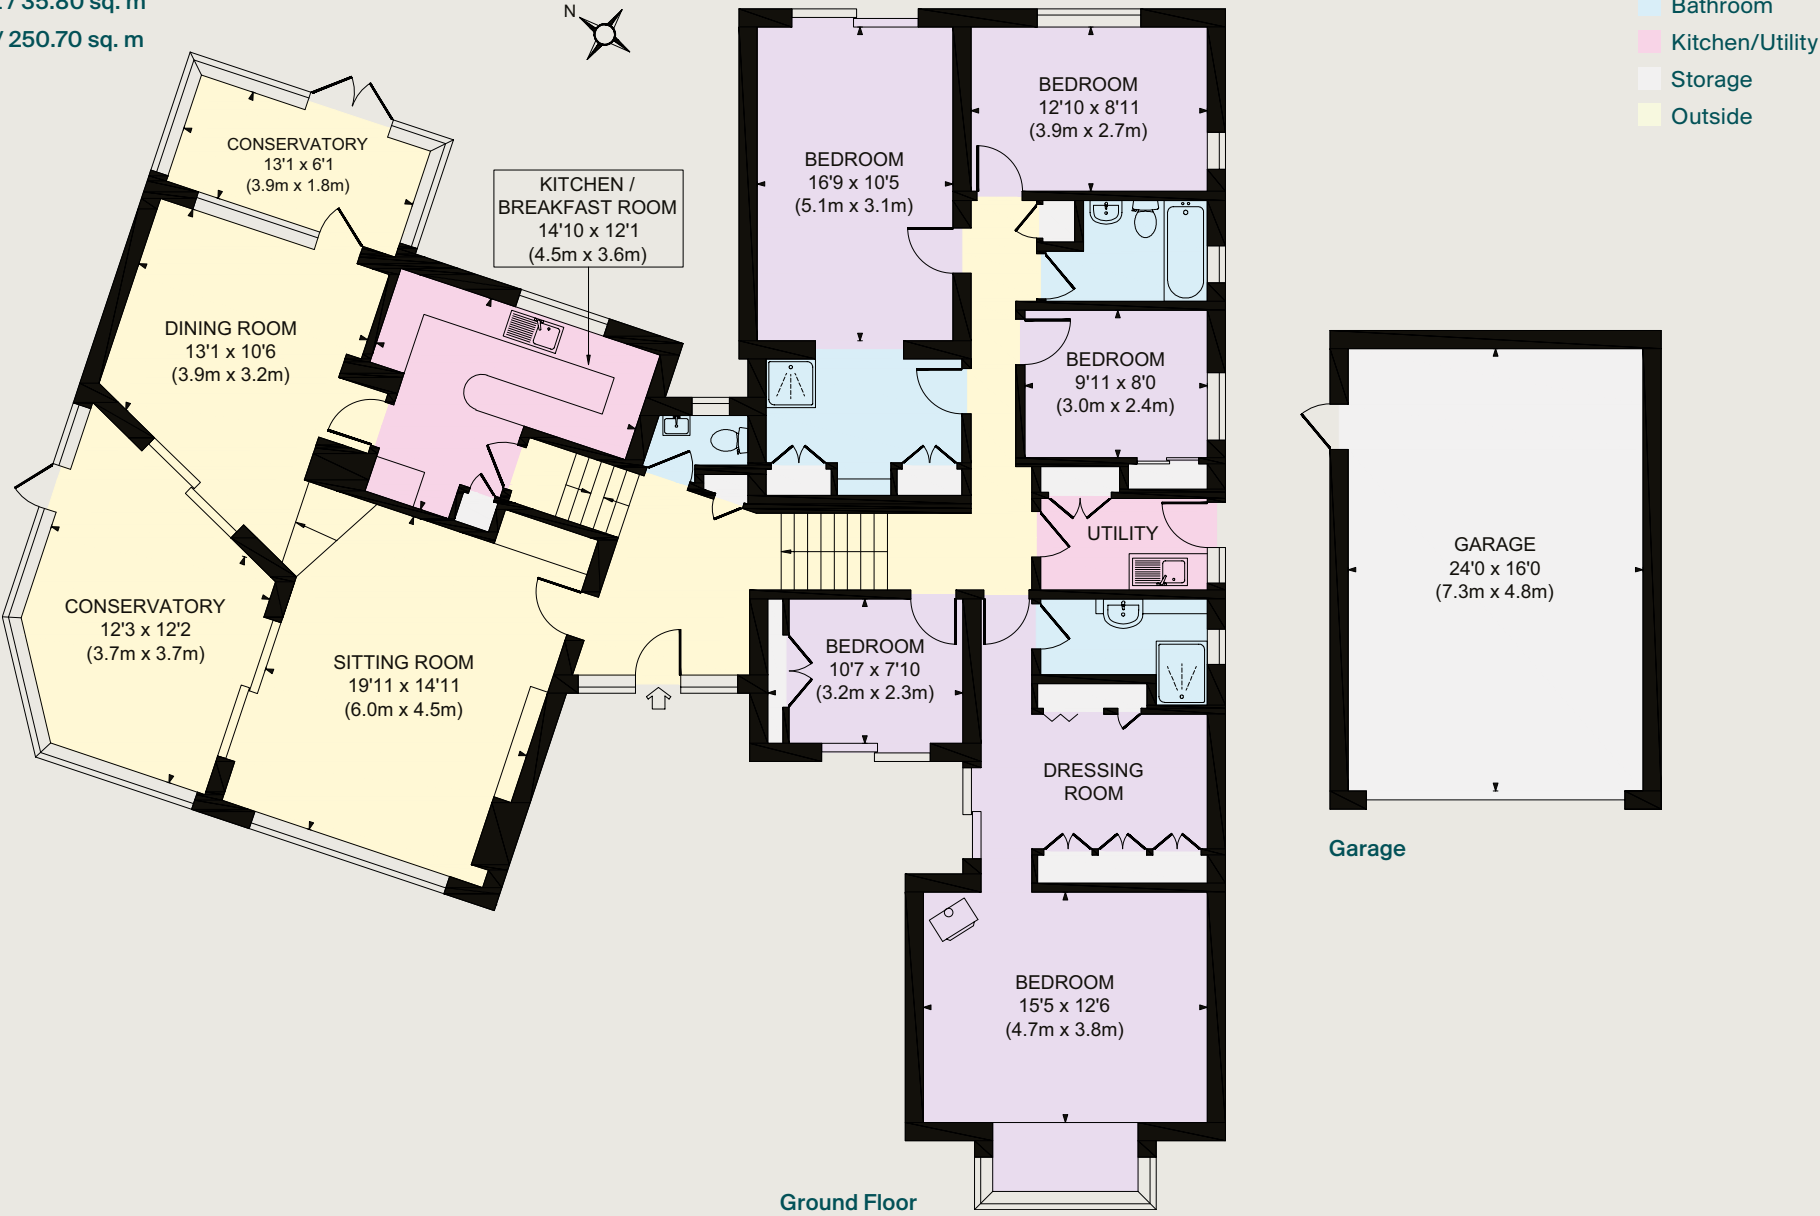 35.80 sq. m
/ 250.70 sq. m
N
Bathroom
Kitchen/Utility
Storage
Outside
CONSERVATORY
13'1 x 6'1
(3.9m x 1.8m)
KITCHEN /
BREAKFAST ROOM
14'10 x 12'1
(4.5m x 3.6m)
BEDROOM
16'9 x 10'5
(5.1m x 3.1m)
BEDROOM
12'10 x 8'11
(3.9m x 2.7m)
DINING ROOM
13'1 x 10'6
(3.9m x 3.2m)
BEDROOM
9'11 x 8'0
(3.0m x 2.4m)
UTILITY
CONSERVATORY
12'3 x 12'2
(3.7m x 3.7m)
SITTING ROOM
19'11 x 14'11
(6.0m x 4.5m)
BEDROOM
10'7 x 7'10
(3.2m x 2.3m)
DRESSING
ROOM
BEDROOM
15'5 x 12'6
(4.7m x 3.8m)
Ground Floor
GARAGE
24'0 x 16'0
(7.3m x 4.8m)
Garage